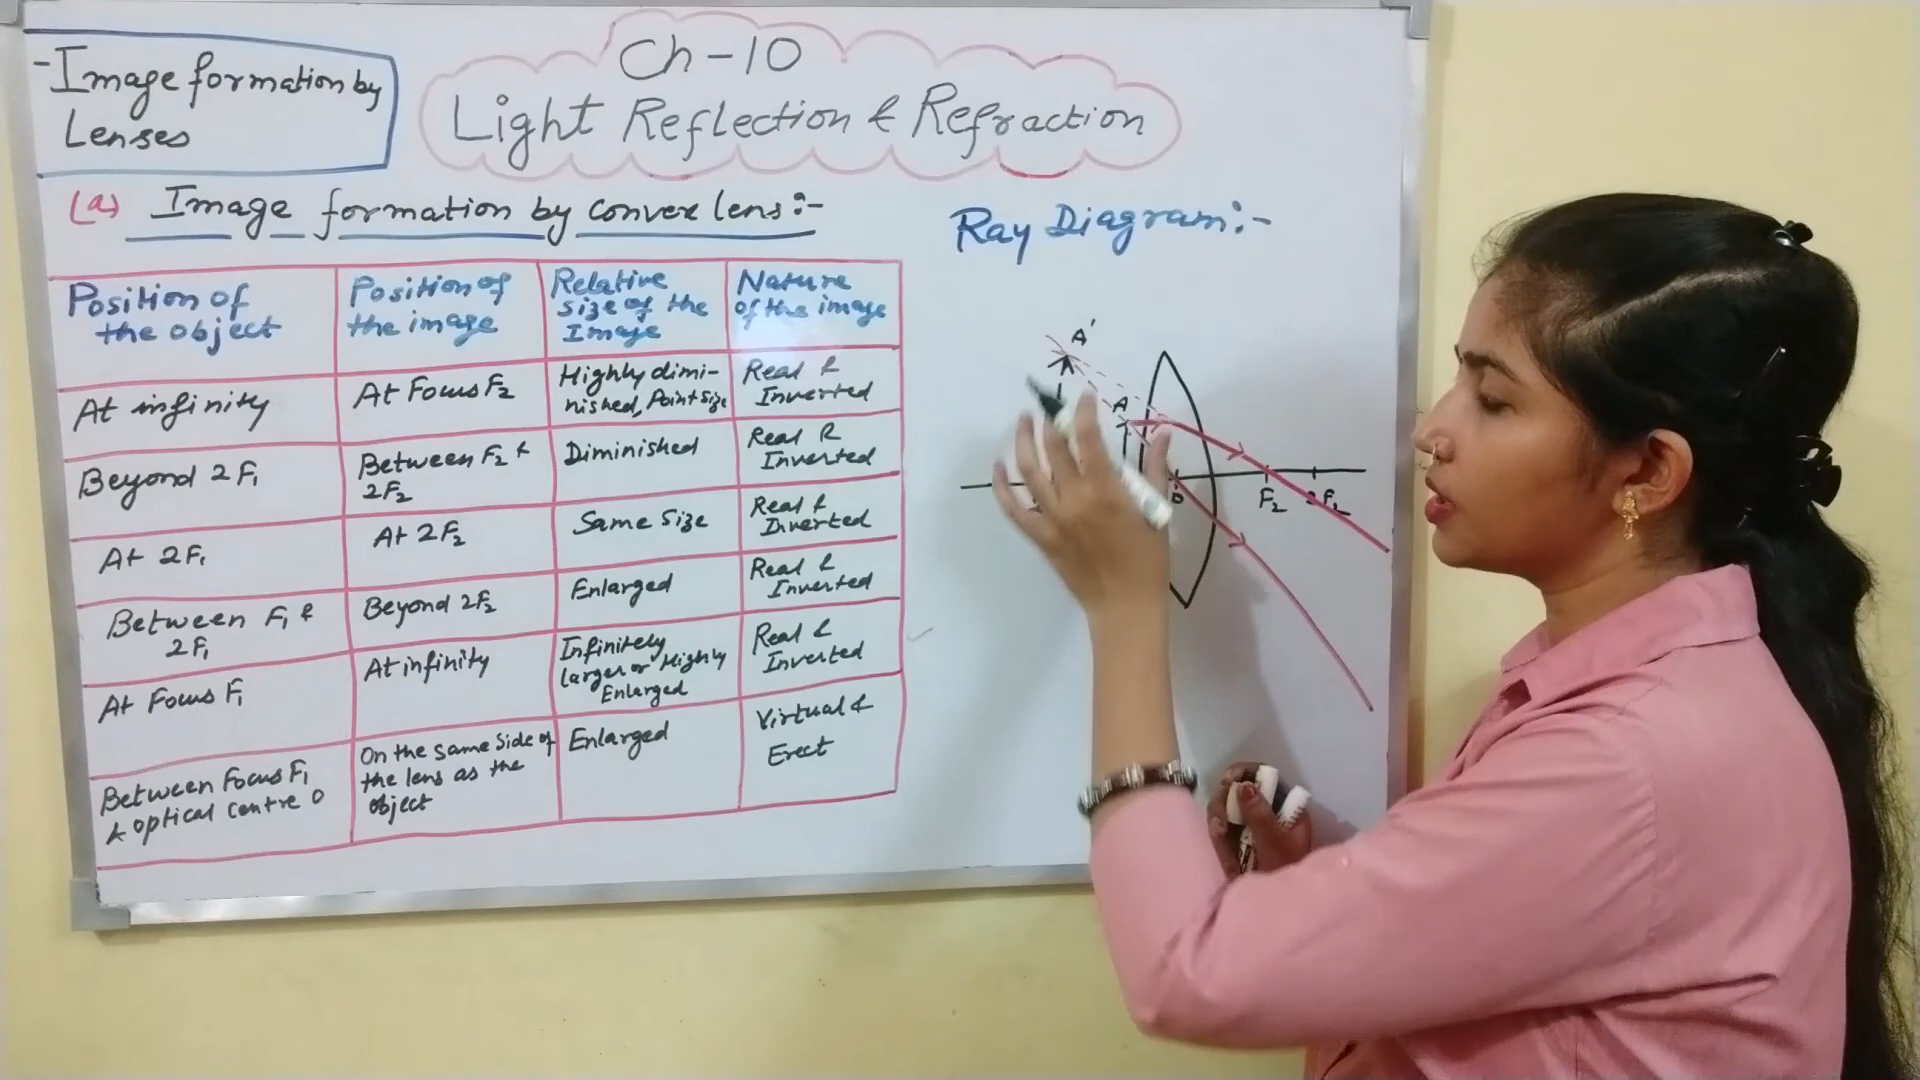 -Image formation by
Lenses
Ch-10
Light Reflection & Refraction
(a) Image formation by convex lens:-
Position of
the object
Position of
the image
Relative
size of the
Image
Nature
of the image
At infinity
At Focus F₂
Highly dimi-
nished, Point size
Real &
Inverted
Beyond 2F₁
Between F₂ &
2F₂
Diminished
Real &
Inverted
At 2F₁
At 2F₂
Same Size
Real &
Inverted
Between F₁ &
2F₁
Beyond 2F₂
Enlarged
Real &
Inverted
At Focus F₁
At infinity
Infinitely
larger or Highly
Enlarged
Real &
Inverted
Between Focus F₁
& optical centre O
On the same side of
the lens as the
object
Enlarged
Virtual &
Erect
Ray Diagram:-
A'
A
F₂
2F₂